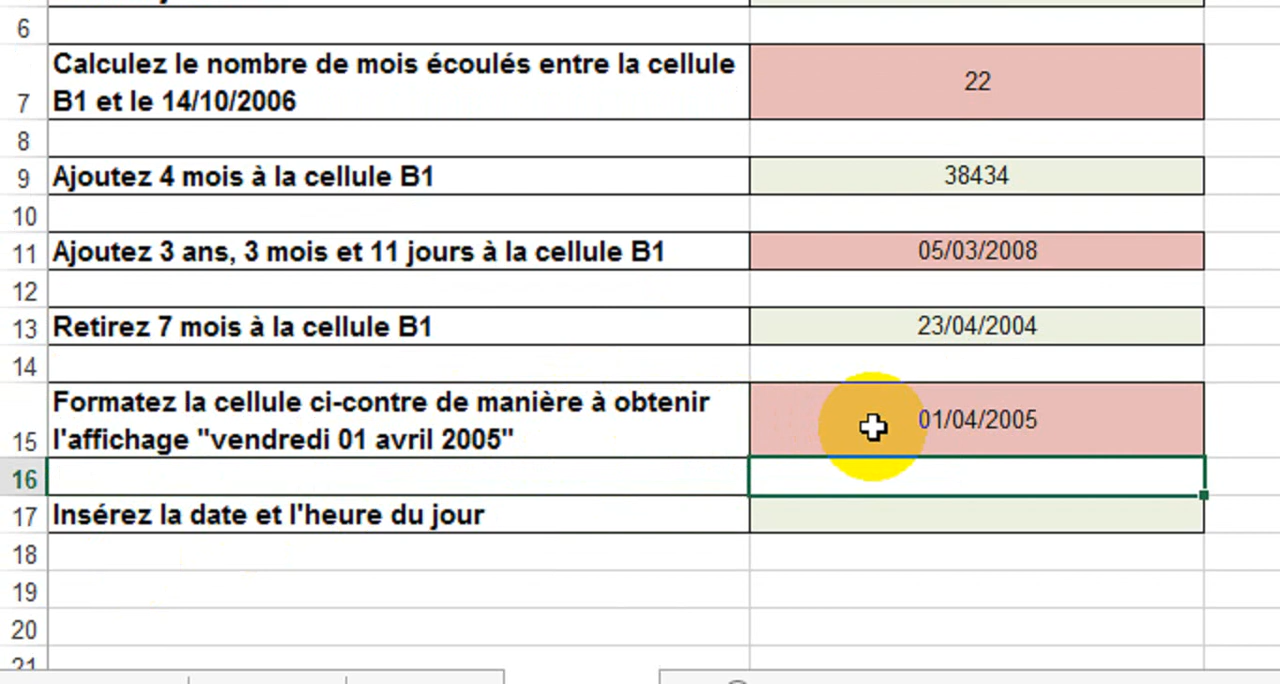 6
Calculez le nombre de mois écoulés entre la cellule
B1 et le 14/10/2006
22
7
8
9 Ajoutez 4 mois à la cellule B1 38434
10
11 Ajoutez 3 ans, 3 mois et 11 jours à la cellule B1 05/03/2008
12
13 Retirez 7 mois à la cellule B1 23/04/2004
14
Formatez la cellule ci-contre de manière à obtenir
l'affichage "vendredi 01 avril 2005"
01/04/2005
15
16
17 Insérez la date et l'heure du jour
18
19
20
21